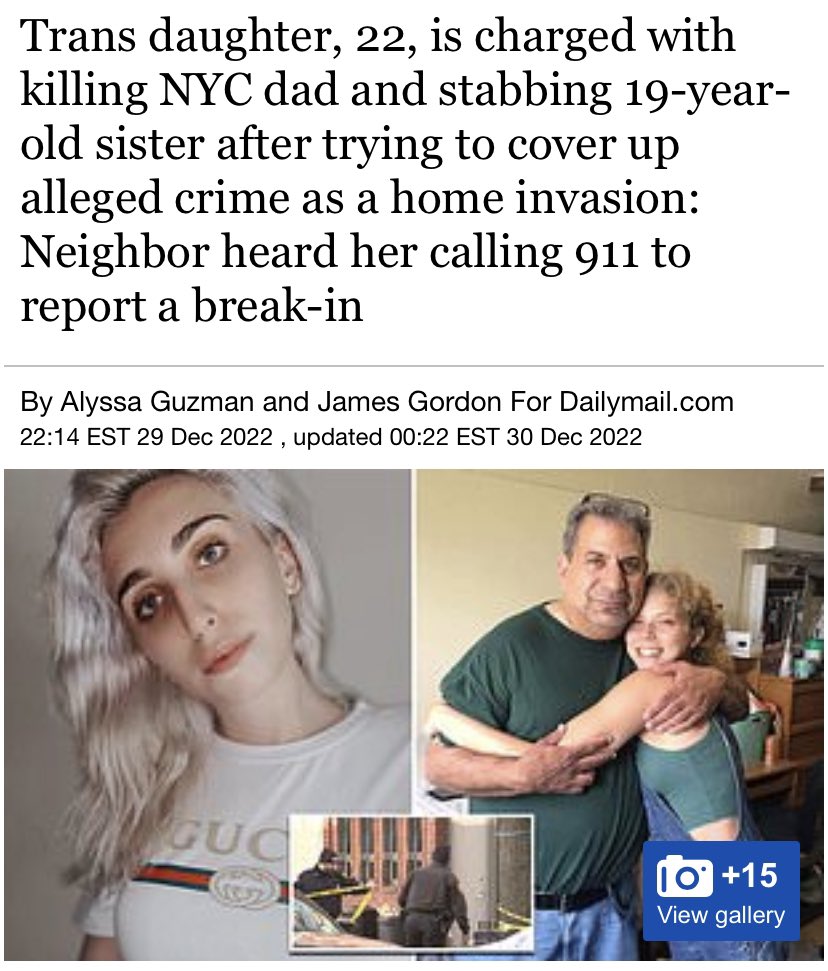 Trans daughter, 22, is charged with
killing NYC dad and stabbing 19-year-
old sister after trying to cover up
alleged crime as a home invasion:
Neighbor heard her calling 911 to
report a break-in
By Alyssa Guzman and James Gordon For Dailymail.com
22:14 EST 29 Dec 2022 , updated 00:22 EST 30 Dec 2022
GUC
+15
View gallery